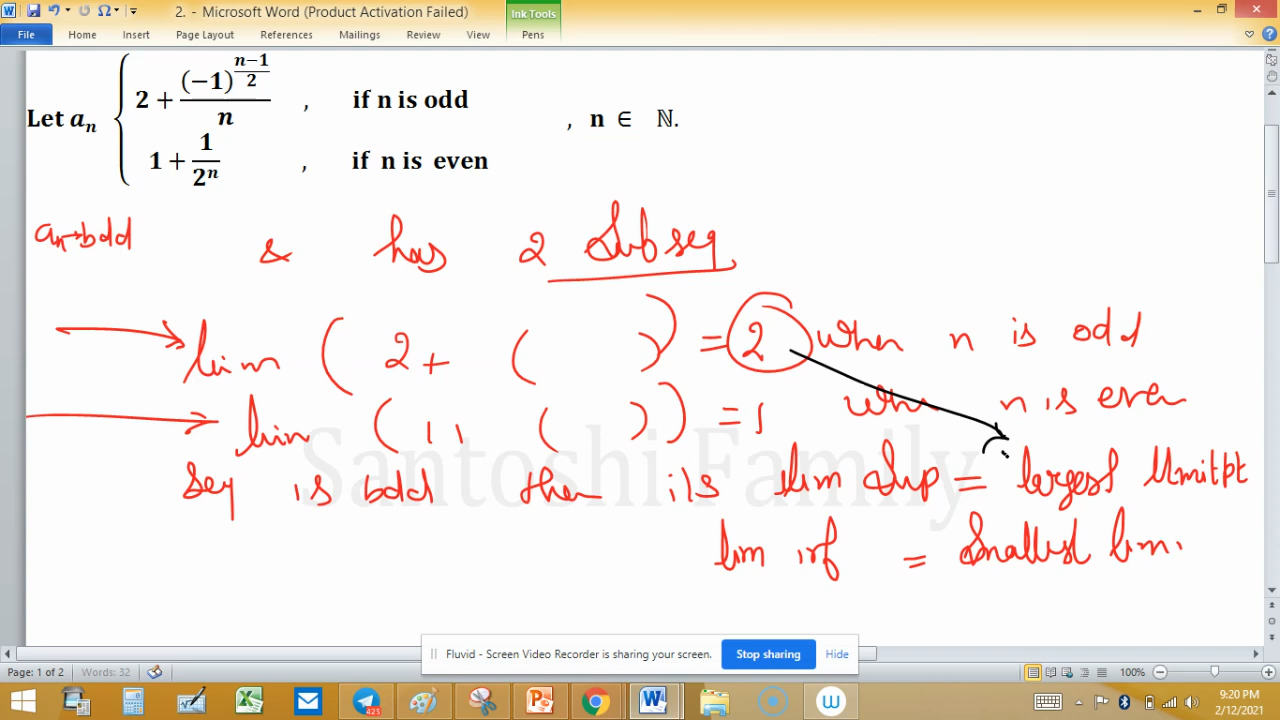 2. - Microsoft Word (Product Activation Failed)
Ink Tools
File Home Insert Page Layout References Mailings Review View Pens
Let aₙ { 2 + (−1)^((n−1)/2) / n , if n is odd
1 + 1/2ⁿ , if n is even
, n ∈ ℕ.
aₙ→bdd & has 2 Subseq
lim ( 2+ ( ) ) = 2 when n is odd
lim ( 1 , ( ) ) = 1 when n is even
Santoshi Family
seq is bdd then its lim Sup = largest limit pt
lim inf = Smallest lim.
Fluvid - Screen Video Recorder is sharing your screen. Stop sharing Hide
Page: 1 of 2 Words: 32 100%
425
9:20 PM
2/12/2021